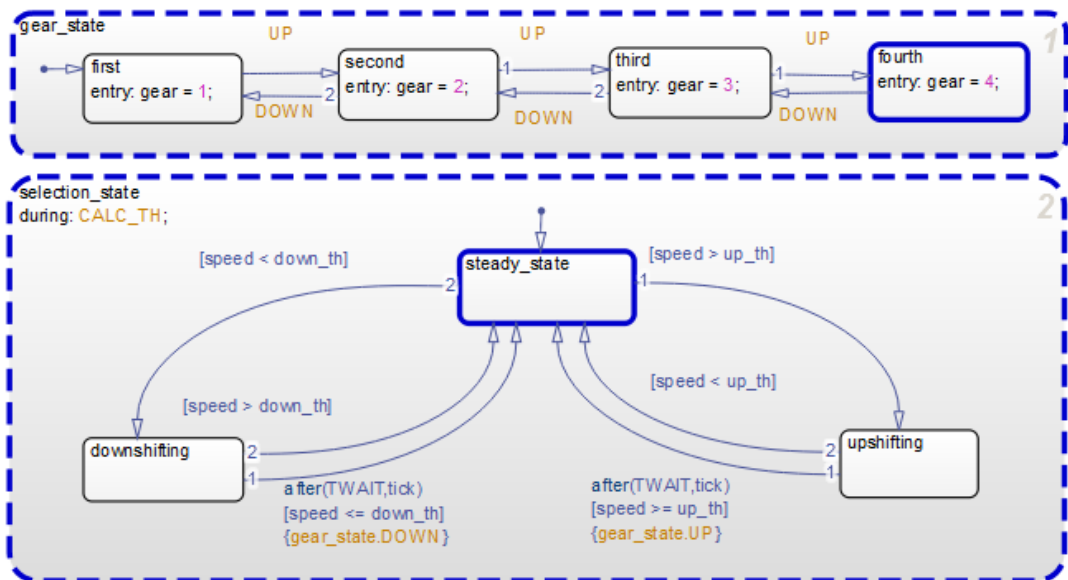 gear_state
1
UP
UP
UP
first
entry: gear = 1;
second
entry: gear = 2;
third
entry: gear = 3;
fourth
entry: gear = 4;
1
1
2
2
DOWN
DOWN
DOWN
selection_state
during: CALC_TH;
2
[speed < down_th]
steady_state
[speed > up_th]
2
1
[speed > down_th]
[speed < up_th]
downshifting
2
1
upshifting
2
1
after(TWAIT,tick)
[speed <= down_th]
{gear_state.DOWN}
after(TWAIT,tick)
[speed >= up_th]
{gear_state.UP}